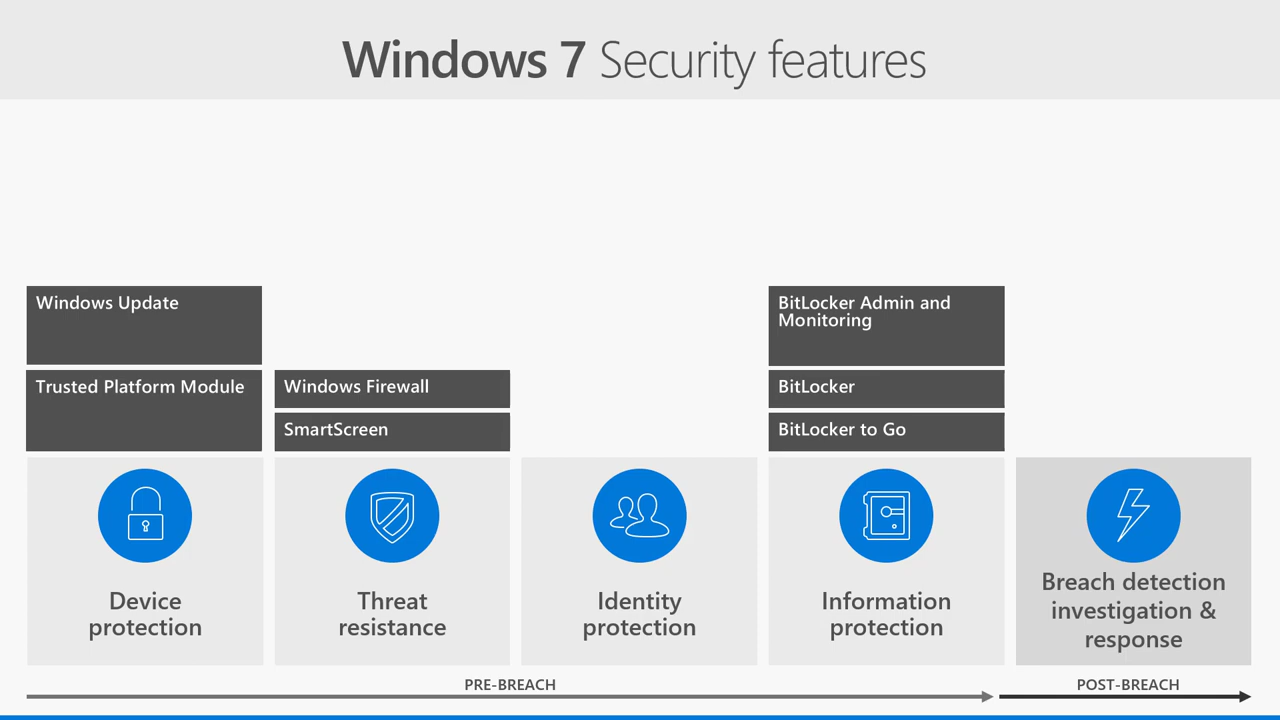 Windows 7 Security features
Windows Update
BitLocker Admin and
Monitoring
Trusted Platform Module
Windows Firewall
BitLocker
SmartScreen
BitLocker to Go
Device
protection
Threat
resistance
Identity
protection
Information
protection
Breach detection
investigation &
response
PRE-BREACH
POST-BREACH